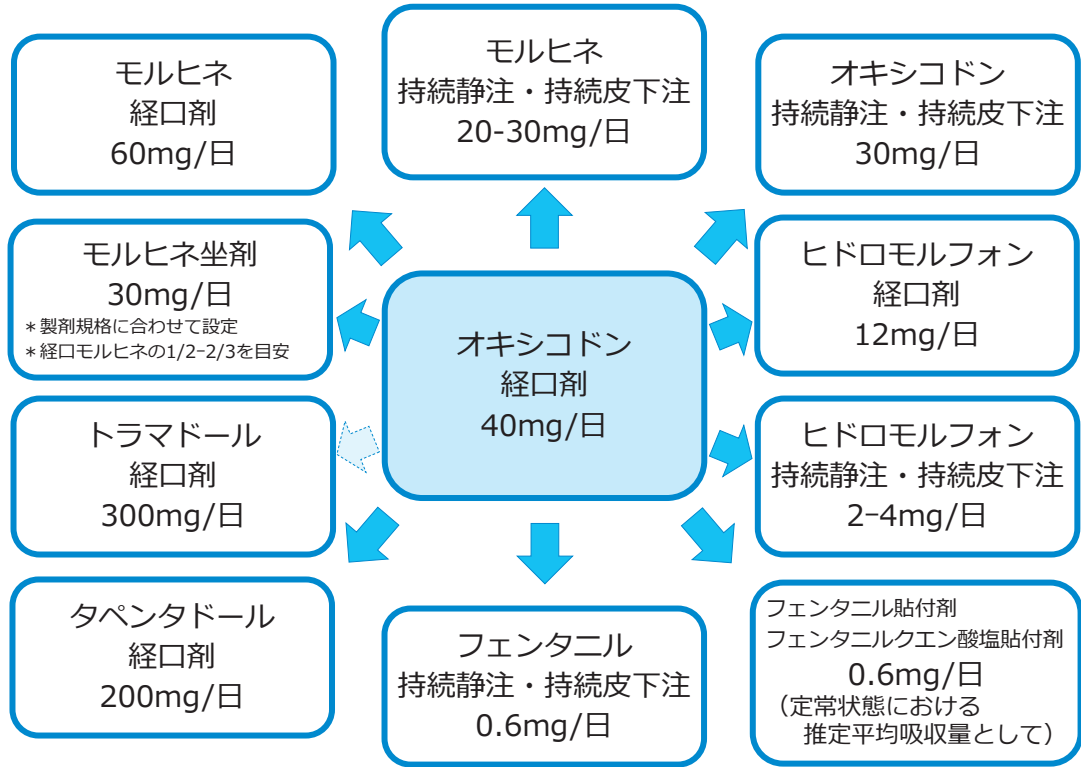 モルヒネ
経口剤
60mg/日
モルヒネ
持続静注・持続皮下注
20-30mg/日
オキシコドン
持続静注・持続皮下注
30mg/日
モルヒネ坐剤
30mg/日
＊製剤規格に合わせて設定
＊経口モルヒネの1/2-2/3を目安
オキシコドン
経口剤
40mg/日
ヒドロモルフォン
経口剤
12mg/日
トラマドール
経口剤
300mg/日
ヒドロモルフォン
持続静注・持続皮下注
2-4mg/日
タペンタドール
経口剤
200mg/日
フェンタニル
持続静注・持続皮下注
0.6mg/日
フェンタニル貼付剤
フェンタニルクエン酸塩貼付剤
0.6mg/日
（定常状態における
推定平均吸収量として）